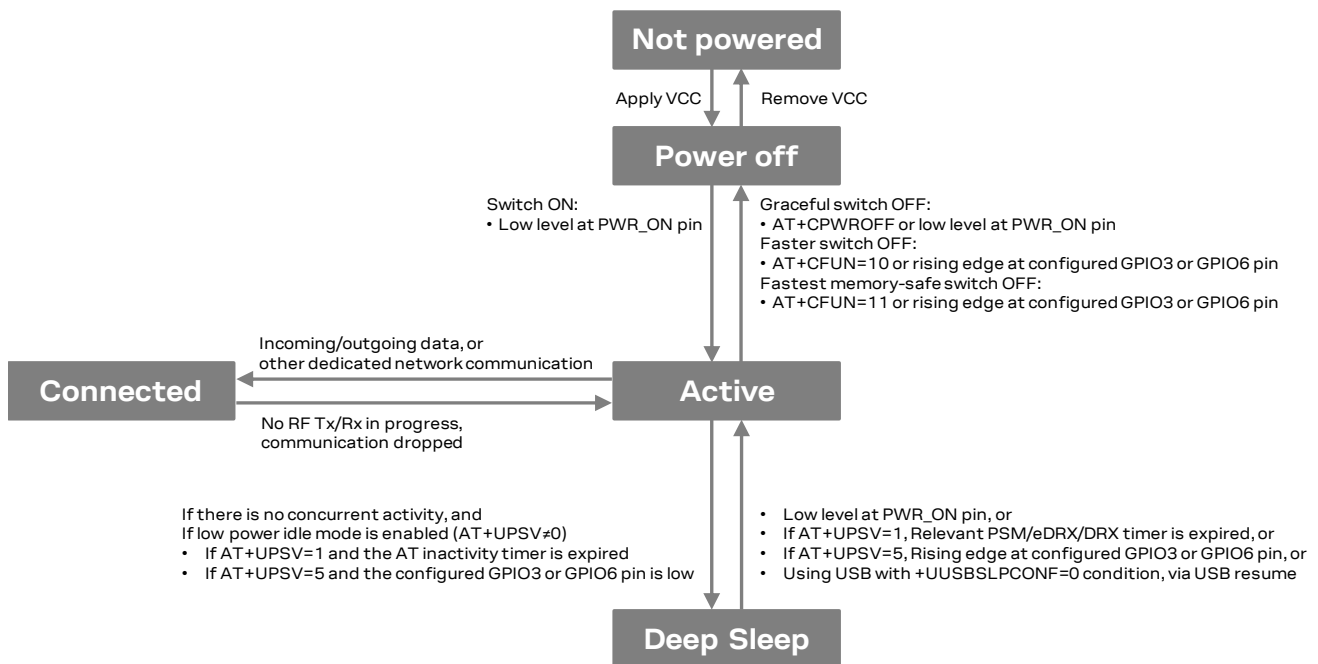 Not powered
Apply VCC
Remove VCC
Power off
Switch ON:
• Low level at PWR_ON pin
Graceful switch OFF:
• AT+CPWROFF or low level at PWR_ON pin
Faster switch OFF:
• AT+CFUN=10 or rising edge at configured GPIO3 or GPIO6 pin
Fastest memory-safe switch OFF:
• AT+CFUN=11 or rising edge at configured GPIO3 or GPIO6 pin
Incoming/outgoing data, or
other dedicated network communication
Connected
Active
No RF Tx/Rx in progress,
communication dropped
If there is no concurrent activity, and
If low power idle mode is enabled (AT+UPSV≠0)
• If AT+UPSV=1 and the AT inactivity timer is expired
• If AT+UPSV=5 and the configured GPIO3 or GPIO6 pin is low
• Low level at PWR_ON pin, or
• If AT+UPSV=1, Relevant PSM/eDRX/DRX timer is expired, or
• If AT+UPSV=5, Rising edge at configured GPIO3 or GPIO6 pin, or
• Using USB with +UUSBSLPCONF=0 condition, via USB resume
Deep Sleep